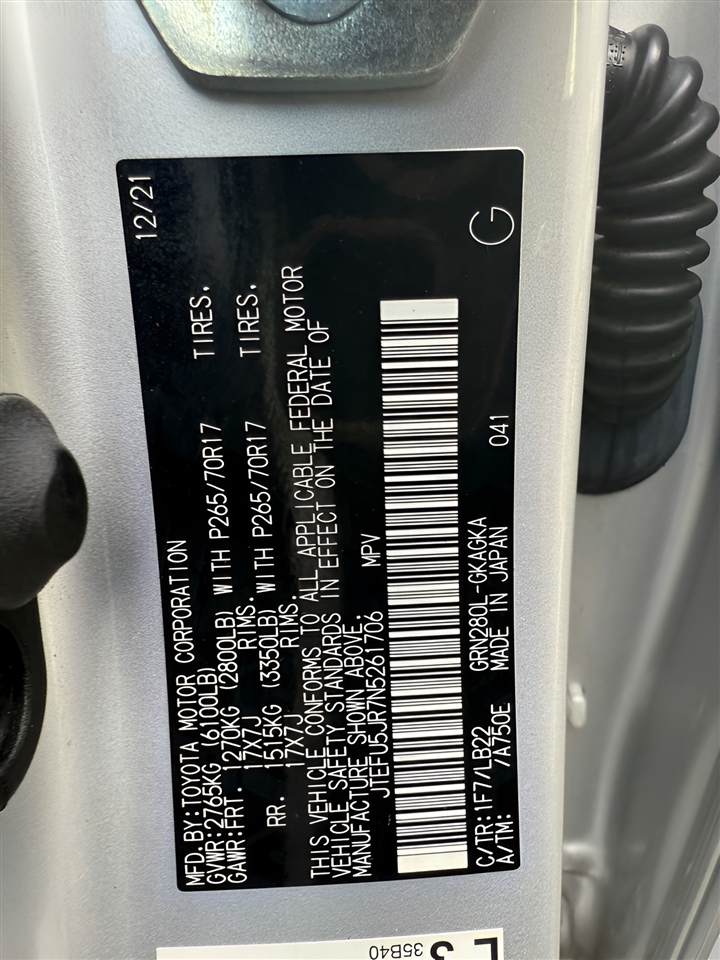 12/21
MFD.BY:TOYOTA MOTOR CORPORATION
GVWR:2765KG (6100LB)
GAWR:FRT. 1270KG (2800LB) WITH P265/70R17 TIRES.
17X7J RIMS.
RR. 1515KG (3350LB) WITH P265/70R17 TIRES.
17X7J RIMS.
THIS VEHICLE CONFORMS TO ALL APPLICABLE FEDERAL MOTOR
VEHICLE SAFETY STANDARDS IN EFFECT ON THE DATE OF
MANUFACTURE SHOWN ABOVE.
JTEFU5JR7N5261706 MPV
C/TR:1F7/LB22 GRN280L-GKAGKA 041 G
A/TM: /A750E MADE IN JAPAN
35B40